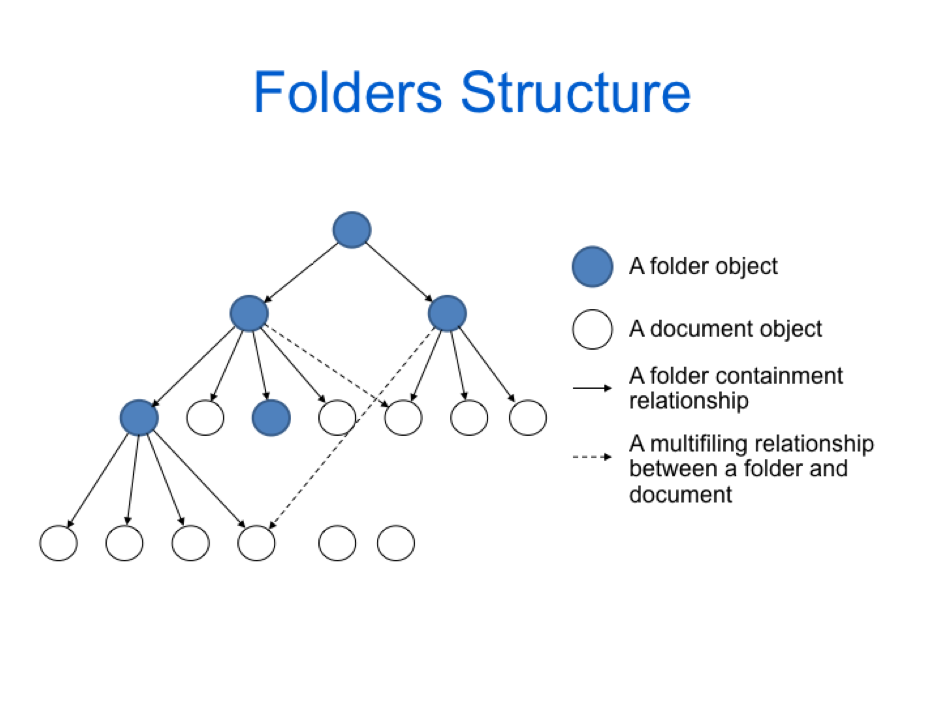 Folders Structure
A folder object
A document object
A folder containment
relationship
A multifiling relationship
between a folder and
document